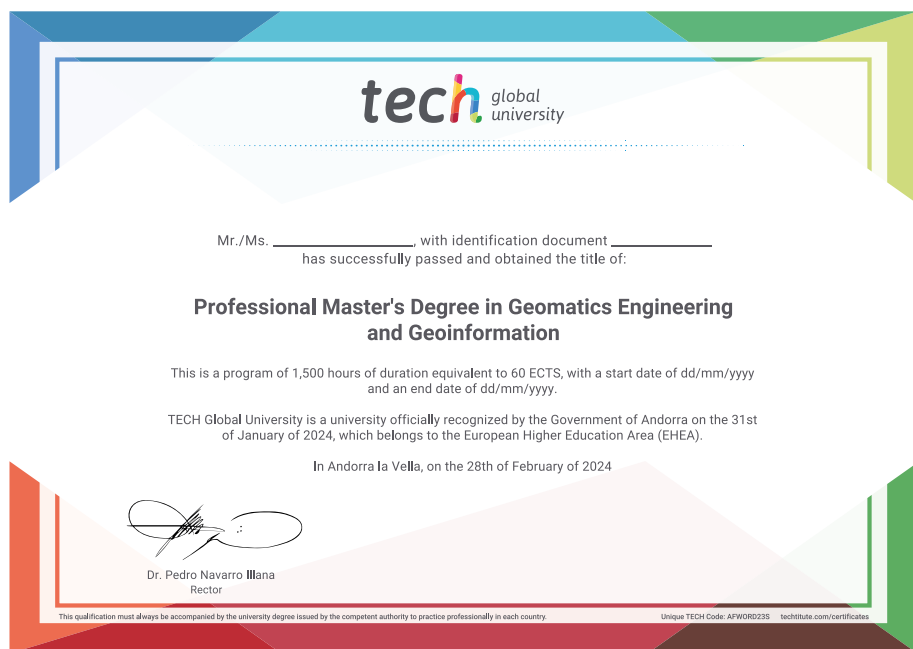 tech global university
Mr./Ms. ____________________, with identification document ______________
has successfully passed and obtained the title of:
Professional Master's Degree in Geomatics Engineering
and Geoinformation
This is a program of 1,500 hours of duration equivalent to 60 ECTS, with a start date of dd/mm/yyyy
and an end date of dd/mm/yyyy.
TECH Global University is a university officially recognized by the Government of Andorra on the 31st
of January of 2024, which belongs to the European Higher Education Area (EHEA).
In Andorra la Vella, on the 28th of February of 2024
Dr. Pedro Navarro Illana
Rector
This qualification must always be accompanied by the university degree issued by the competent authority to practice professionally in each country.
Unique TECH Code: AFWORD23S techtitute.com/certificates